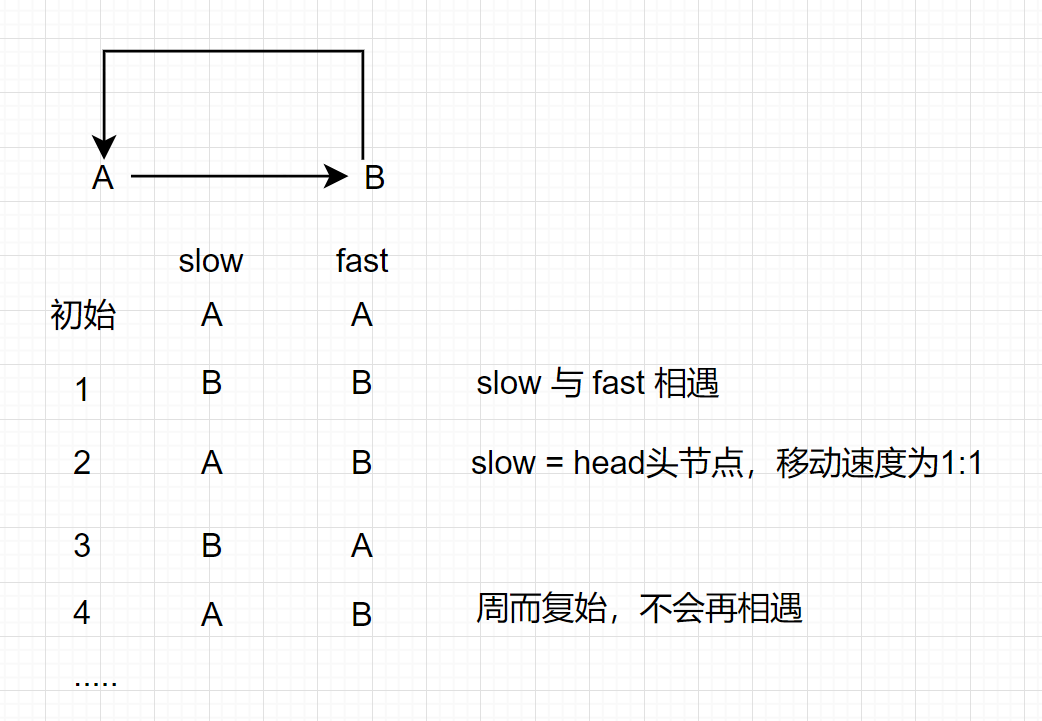 A B
slow fast
初始 A A
1 B B slow 与 fast 相遇
2 A B slow = head头节点，移动速度为1:1
3 B A
4 A B 周而复始，不会再相遇
.....